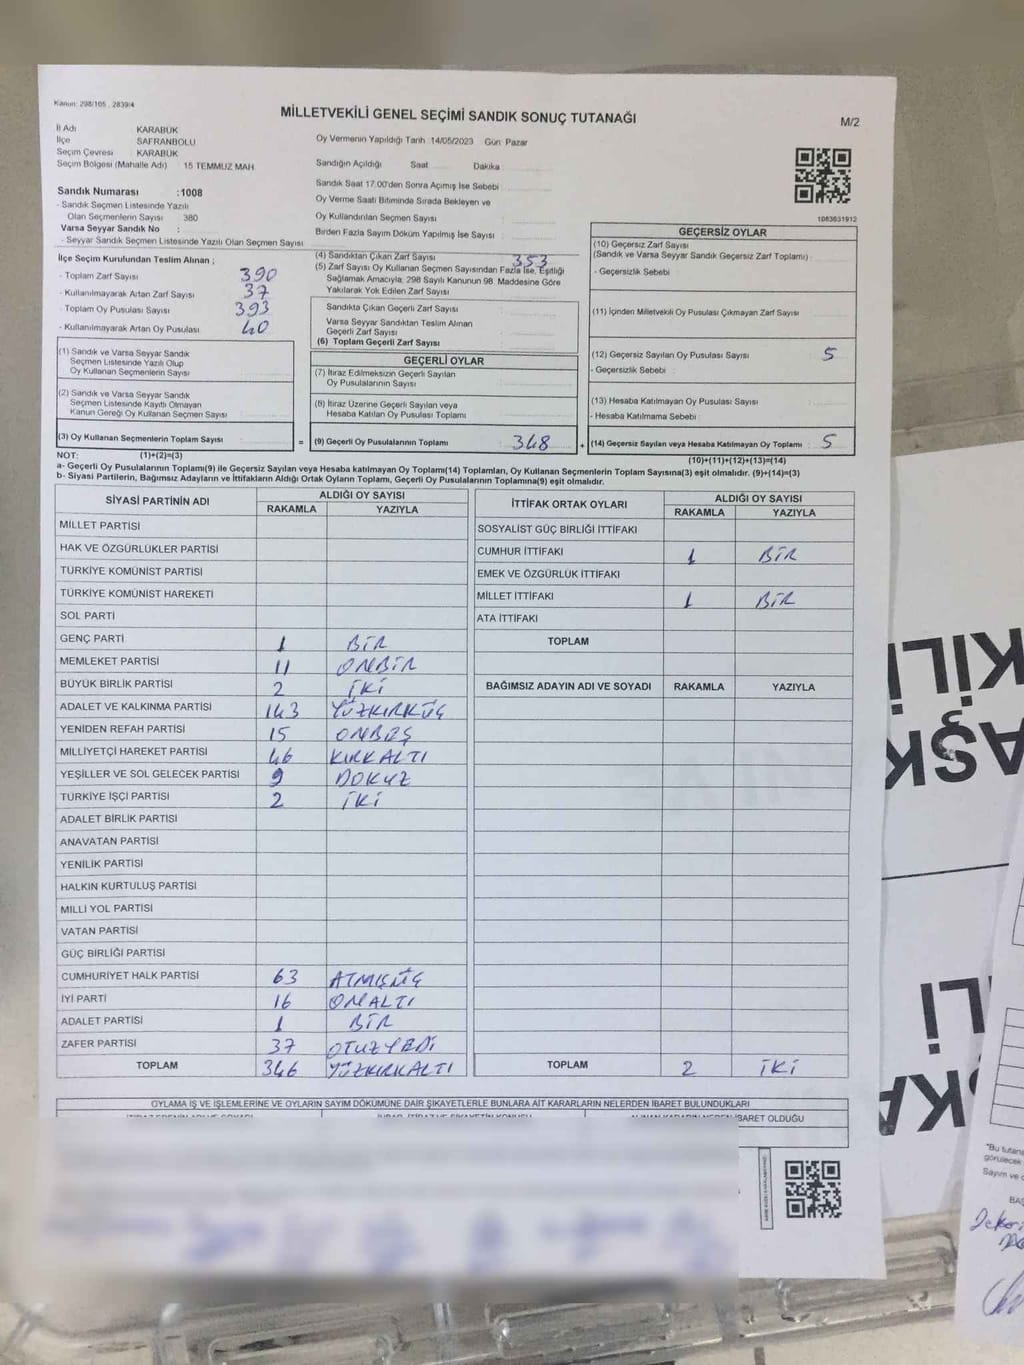 Kanun: 298/105 , 2839/4
MİLLETVEKİLİ GENEL SEÇİMİ SANDIK SONUÇ TUTANAĞI
M/2
İl Adı KARABÜK
İlçe SAFRANBOLU
Seçim Çevresi KARABÜK
Seçim Bölgesi (Mahalle Adı) 15 TEMMUZ MAH.
Oy Vermenin Yapıldığı Tarih 14/05/2023 Gün Pazar
Sandığın Açıldığı Saat Dakika
Sandık Saat 17:00'den Sonra Açılmış İse Sebebi
Oy Verme Saati Bitiminde Sırada Bekleyen ve
Oy Kullandırılan Seçmen Sayısı
Birden Fazla Sayım Döküm Yapılmış İse Sayısı
1083631912
Sandık Numarası :1008
- Sandık Seçmen Listesinde Yazılı
Olan Seçmenlerin Sayısı 380
Varsa Seyyar Sandık No :
- Seyyar Sandık Seçmen Listesinde Yazılı Olan Seçmen Sayısı
İlçe Seçim Kurulundan Teslim Alınan ;
- Toplam Zarf Sayısı 390
- Kullanılmayarak Artan Zarf Sayısı 37
- Toplam Oy Pusulası Sayısı 393
- Kullanılmayarak Artan Oy Pusulası 40
(1) Sandık ve Varsa Seyyar Sandık
Seçmen Listesinde Yazılı Olup
Oy Kullanan Seçmenlerin Sayısı
(2) Sandık ve Varsa Seyyar Sandık
Seçmen Listesinde Kayıtlı Olmayan
Kanun Gereği Oy Kullanan Seçmen Sayısı
(3) Oy Kullanan Seçmenlerin Toplam Sayısı =
(4) Sandıktan Çıkan Zarf Sayısı 353
(5) Zarf Sayısı Oy Kullanan Seçmen Sayısından Fazla İse, Eşitliği
Sağlamak Amacıyla, 298 Sayılı Kanunun 98. Maddesine Göre
Yakılarak Yok Edilen Zarf Sayısı
Sandıkta Çıkan Geçerli Zarf Sayısı
Varsa Seyyar Sandıktan Teslim Alınan
Geçerli Zarf Sayısı
(6) Toplam Geçerli Zarf Sayısı
GEÇERLİ OYLAR
(7) İtiraz Edilmeksizin Geçerli Sayılan
Oy Pusulalarının Sayısı
(8) İtiraz Üzerine Geçerli Sayılan veya
Hesaba Katılan Oy Pusulası Toplamı
(9) Geçerli Oy Pusulalarının Toplamı 348 +
GEÇERSİZ OYLAR
(10) Geçersiz Zarf Sayısı
(Sandık ve Varsa Seyyar Sandık Geçersiz Zarf Toplamı)
- Geçersizlik Sebebi
(11) İçinden Milletvekili Oy Pusulası Çıkmayan Zarf Sayısı
(12) Geçersiz Sayılan Oy Pusulası Sayısı 5
- Geçersizlik Sebebi :
(13) Hesaba Katılmayan Oy Pusulası Sayısı
- Hesaba Katılmama Sebebi
(14) Geçersiz Sayılan veya Hesaba Katılmayan Oy Toplamı : 5
NOT: (1)+(2)=(3) (10)+(11)+(12)+(13)=(14)
a- Geçerli Oy Pusulalarının Toplamı(9) ile Geçersiz Sayılan veya Hesaba katılmayan Oy Toplamı(14) Toplamları, Oy Kullanan Seçmenlerin Toplam Sayısına(3) eşit olmalıdır. (9)+(14)=(3)
b- Siyasi Partilerin, Bağımsız Adayların ve İttifakların Aldığı Ortak Oyların Toplamı, Geçerli Oy Pusulalarının Toplamına(9) eşit olmalıdır.
SİYASİ PARTİNİN ADI ALDIĞI OY SAYISI
RAKAMLA YAZIYLA
MİLLET PARTİSİ
HAK VE ÖZGÜRLÜKLER PARTİSİ
TÜRKİYE KOMÜNİST PARTİSİ
TÜRKİYE KOMÜNİST HAREKETİ
SOL PARTİ
GENÇ PARTİ 1 BİR
MEMLEKET PARTİSİ 11 ONBİR
BÜYÜK BİRLİK PARTİSİ 2 İKİ
ADALET VE KALKINMA PARTİSİ 143 YÜZKIRKÜÇ
YENİDEN REFAH PARTİSİ 15 ONBEŞ
MİLLİYETÇİ HAREKET PARTİSİ 46 KIRKALTI
YEŞİLLER VE SOL GELECEK PARTİSİ 9 DOKUZ
TÜRKİYE İŞÇİ PARTİSİ 2 İKİ
ADALET BİRLİK PARTİSİ
ANAVATAN PARTİSİ
YENİLİK PARTİSİ
HALKIN KURTULUŞ PARTİSİ
MİLLİ YOL PARTİSİ
VATAN PARTİSİ
GÜÇ BİRLİĞİ PARTİSİ
CUMHURİYET HALK PARTİSİ 63 ATMIŞÜÇ
İYİ PARTİ 16 ONALTI
ADALET PARTİSİ 1 BİR
ZAFER PARTİSİ 37 OTUZYEDİ
TOPLAM 346 YÜZKIRKALTI
İTTİFAK ORTAK OYLARI ALDIĞI OY SAYISI
RAKAMLA YAZIYLA
SOSYALİST GÜÇ BİRLİĞİ İTTİFAKI
CUMHUR İTTİFAKI 1 BİR
EMEK VE ÖZGÜRLÜK İTTİFAKI
MİLLET İTTİFAKI 1 BİR
ATA İTTİFAKI
TOPLAM
BAĞIMSIZ ADAYIN ADI VE SOYADI RAKAMLA YAZIYLA
TOPLAM 2 İKİ
OYLAMA İŞ VE İŞLEMLERİNE VE OYLARIN SAYIM DÖKÜMÜNE DAİR ŞİKAYETLERLE BUNLARA AİT KARARLARIN NELERDEN İBARET BULUNDUKLARI
İBARET OLDUĞU
KİLİ
AŞK
Lİ
KA
"Bu tutana
görülecek
Sayım ve d